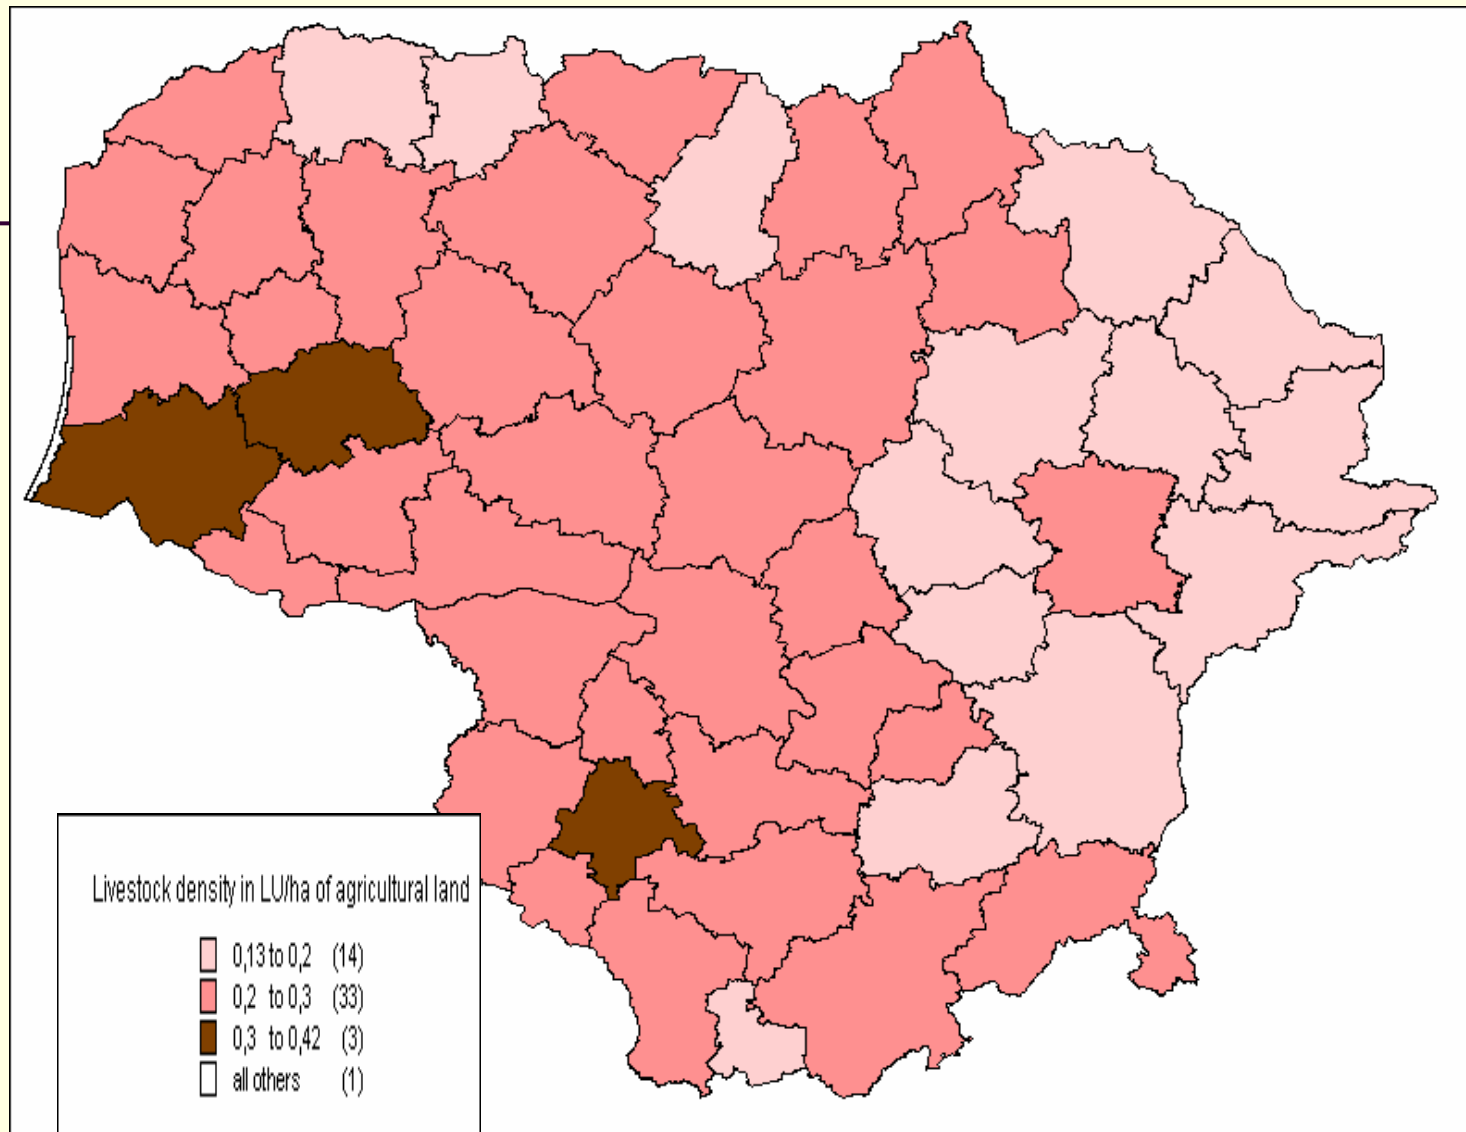 Livestock density in LU/ha of agricultural land
0,13 to 0,2 (14)
0,2 to 0,3 (33)
0,3 to 0,42 (3)
all others (1)